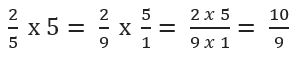 2/5 x 5 = 2/9 x 5/1 = 2 x 5/9 x 1 = 10/9